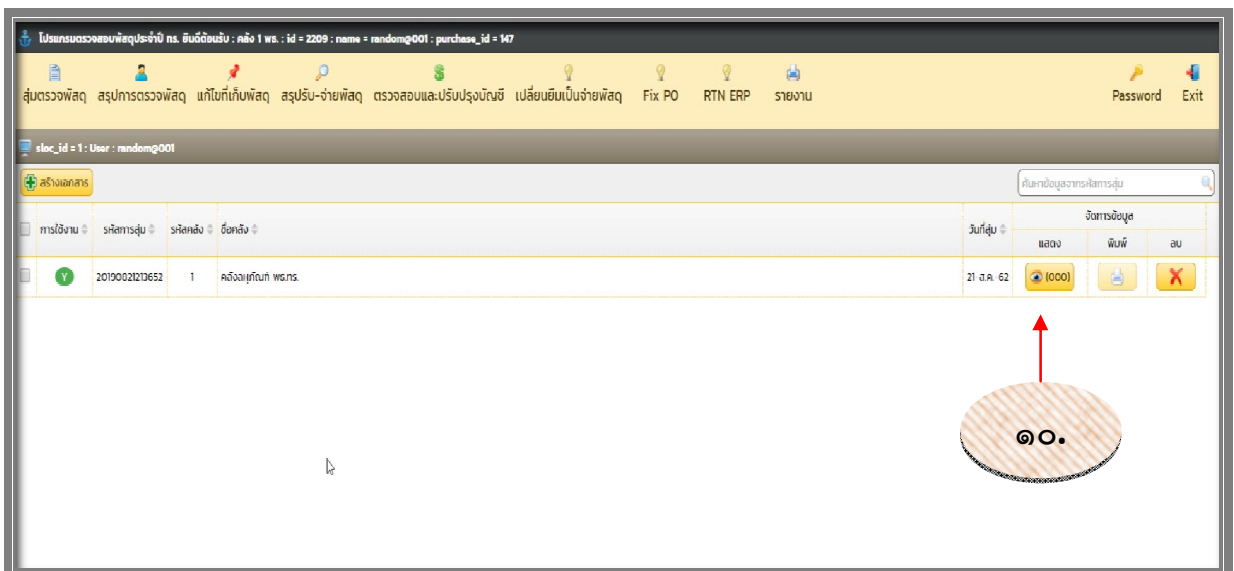 โปรแกรมตรวจสอบพัสดุประจำปี ทร. ยินดีต้อนรับ : คลัง 1 พธ. : id = 2209 : name = random@001 : purchase_id = 147
สุ่มตรวจพัสดุ สรุปการตรวจพัสดุ แก้ไขที่เก็บพัสดุ สรุปรับ-จ่ายพัสดุ ตรวจสอบและปรับปรุงบัญชี เปลี่ยนยืมเป็นจ่ายพัสดุ Fix PO RTN ERP รายงาน Password Exit
sloc_id = 1 : User : random@001
สร้างเอกสาร ค้นหาข้อมูลจากรหัสการสุ่ม
การใช้งาน รหัสการสุ่ม รหัสคลัง ชื่อคลัง วันที่สุ่ม จัดการข้อมูล
แสดง พิมพ์ ลบ
Y 20190821213652 1 คลังอมภัณฑ์ พธ.ทร. 21 ส.ค. 62 (000)
๑๐.